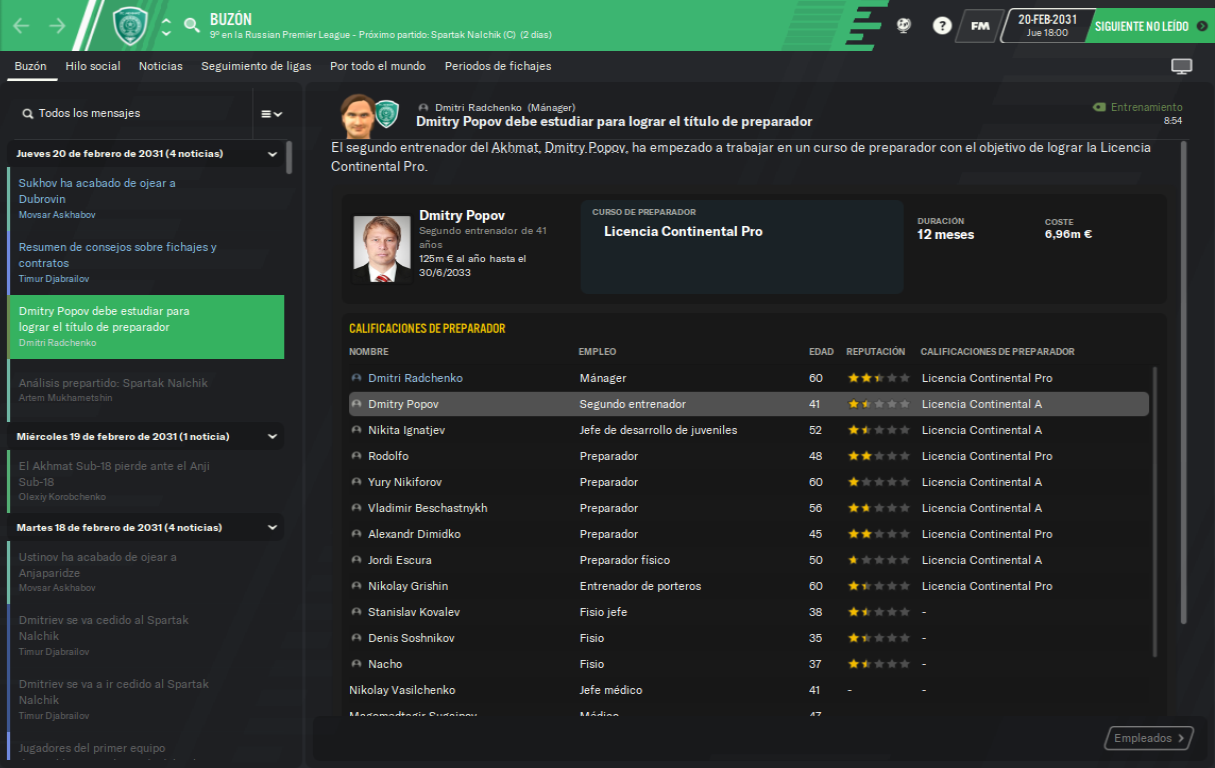 BUZÓN
9º en la Russian Premier League - Próximo partido: Spartak Nalchik (C) (2 días)
FM
20-FEB-2031
Jue 18:00
SIGUIENTE NO LEÍDO
Buzón Hilo social Noticias Seguimiento de ligas Por todo el mundo Periodos de fichajes
Todos los mensajes
Jueves 20 de febrero de 2031 (4 noticias)
Sukhov ha acabado de ojear a
Dubrovin
Movsar Askhabov
Resumen de consejos sobre fichajes y
contratos
Timur Djabrailov
Dmitry Popov debe estudiar para
lograr el título de preparador
Dmitri Radchenko
Análisis prepartido: Spartak Nalchik
Artem Mukhametshin
Miércoles 19 de febrero de 2031 (1 noticia)
El Akhmat Sub-18 pierde ante el Anji
Sub-18
Olexiy Korobchenko
Martes 18 de febrero de 2031 (4 noticias)
Ustinov ha acabado de ojear a
Anjaparidze
Movsar Askhabov
Dmitriev se va cedido al Spartak
Nalchik
Timur Djabrailov
Dmitriev se va a ir cedido al Spartak
Nalchik
Timur Djabrailov
Jugadores del primer equipo
Dmitri Radchenko (Mánager)
Dmitry Popov debe estudiar para lograr el título de preparador
Entrenamiento
8:54
El segundo entrenador del Akhmat, Dmitry Popov, ha empezado a trabajar en un curso de preparador con el objetivo de lograr la Licencia
Continental Pro.
Dmitry Popov
Segundo entrenador de 41
años
125m € al año hasta el
30/6/2033
CURSO DE PREPARADOR
Licencia Continental Pro
DURACIÓN
12 meses
COSTE
6,96m €
CALIFICACIONES DE PREPARADOR
NOMBRE EMPLEO EDAD REPUTACIÓN CALIFICACIONES DE PREPARADOR
Dmitri Radchenko Mánager 60 Licencia Continental Pro
Dmitry Popov Segundo entrenador 41 Licencia Continental A
Nikita Ignatjev Jefe de desarrollo de juveniles 52 Licencia Continental A
Rodolfo Preparador 48 Licencia Continental Pro
Yury Nikiforov Preparador 60 Licencia Continental A
Vladimir Beschastnykh Preparador 56 Licencia Continental A
Alexandr Dimidko Preparador 45 Licencia Continental Pro
Jordi Escura Preparador físico 50 Licencia Continental A
Nikolay Grishin Entrenador de porteros 60 Licencia Continental Pro
Stanislav Kovalev Fisio jefe 38 -
Denis Soshnikov Fisio 35 -
Nacho Fisio 37 -
Nikolay Vasilchenko Jefe médico 41 - -
Magomedtagir Sugaipov Médico 47
Empleados